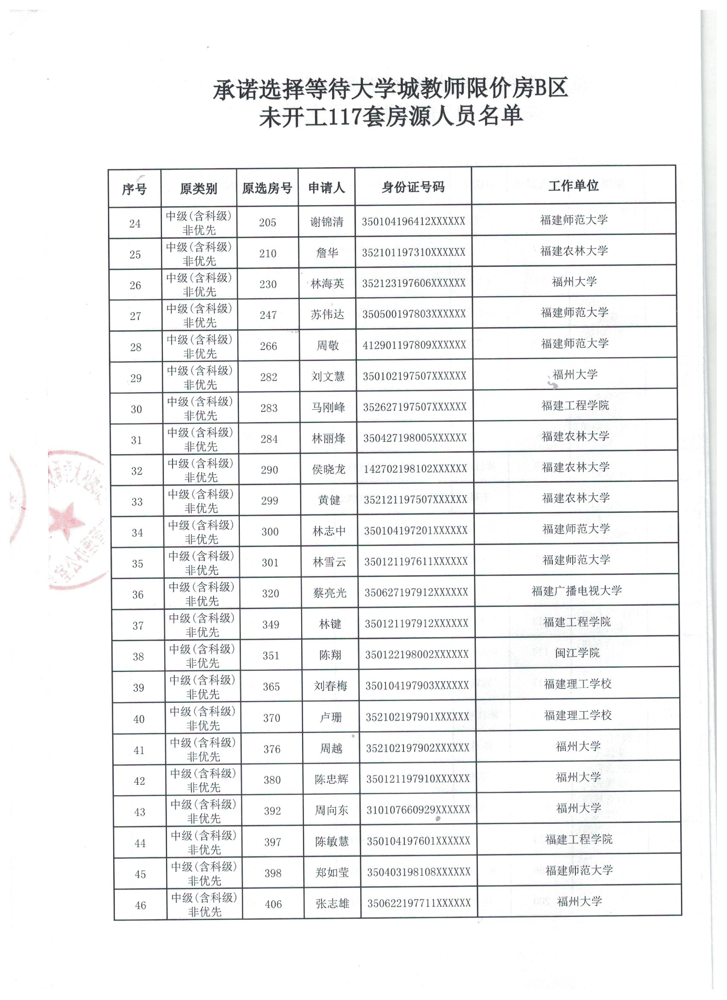 承诺选择等待大学城教师限价房B区
未开工117套房源人员名单
序号 原类别 原选房号 申请人 身份证号码 工作单位
24 中级(含科级)非优先 205 谢锦清 350104196412XXXXXX 福建师范大学
25 中级(含科级)非优先 210 詹华 352101197310XXXXXX 福建农林大学
26 中级(含科级)非优先 230 林海英 352123197606XXXXXX 福州大学
27 中级(含科级)非优先 247 苏伟达 350500197803XXXXXX 福建师范大学
28 中级(含科级)非优先 266 周敬 412901197809XXXXXX 福建师范大学
29 中级(含科级)非优先 282 刘文慧 350102197507XXXXXX 福州大学
30 中级(含科级)非优先 283 马刚峰 352627197507XXXXXX 福建工程学院
31 中级(含科级)非优先 284 林丽烽 350427198005XXXXXX 福建农林大学
32 中级(含科级)非优先 290 侯晓龙 142702198102XXXXXX 福建农林大学
33 中级(含科级)非优先 299 黄健 352121197507XXXXXX 福建农林大学
34 中级(含科级)非优先 300 林志中 350104197201XXXXXX 福建师范大学
35 中级(含科级)非优先 301 林雪云 350121197611XXXXXX 福建师范大学
36 中级(含科级)非优先 320 蔡亮光 350627197912XXXXXX 福建广播电视大学
37 中级(含科级)非优先 349 林键 350121197912XXXXXX 福建工程学院
38 中级(含科级)非优先 351 陈翔 350122198002XXXXXX 闽江学院
39 中级(含科级)非优先 365 刘春梅 350104197903XXXXXX 福建理工学校
40 中级(含科级)非优先 370 卢珊 352102197901XXXXXX 福建理工学校
41 中级(含科级)非优先 376 周越 352102197902XXXXXX 福州大学
42 中级(含科级)非优先 380 陈忠辉 350121197910XXXXXX 福州大学
43 中级(含科级)非优先 392 周向东 310107660929XXXXXX 福州大学
44 中级(含科级)非优先 397 陈敏慧 350104197601XXXXXX 福建工程学院
45 中级(含科级)非优先 398 郑如莹 350403198108XXXXXX 福建师范大学
46 中级(含科级)非优先 406 张志雄 350622197711XXXXXX 福州大学